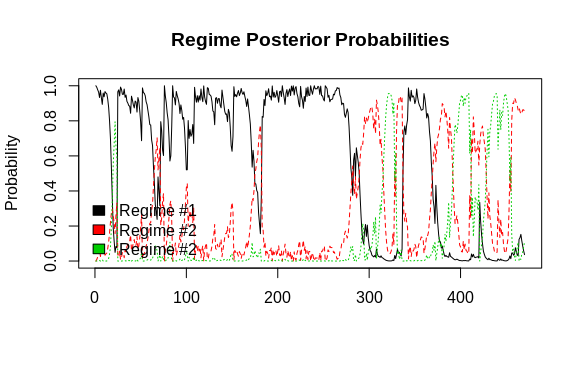 Regime Posterior Probabilities
Probability
1.0
0.8
0.6
0.4
0.2
0.0
Regime #1
Regime #2
Regime #2
0 100 200 300 400